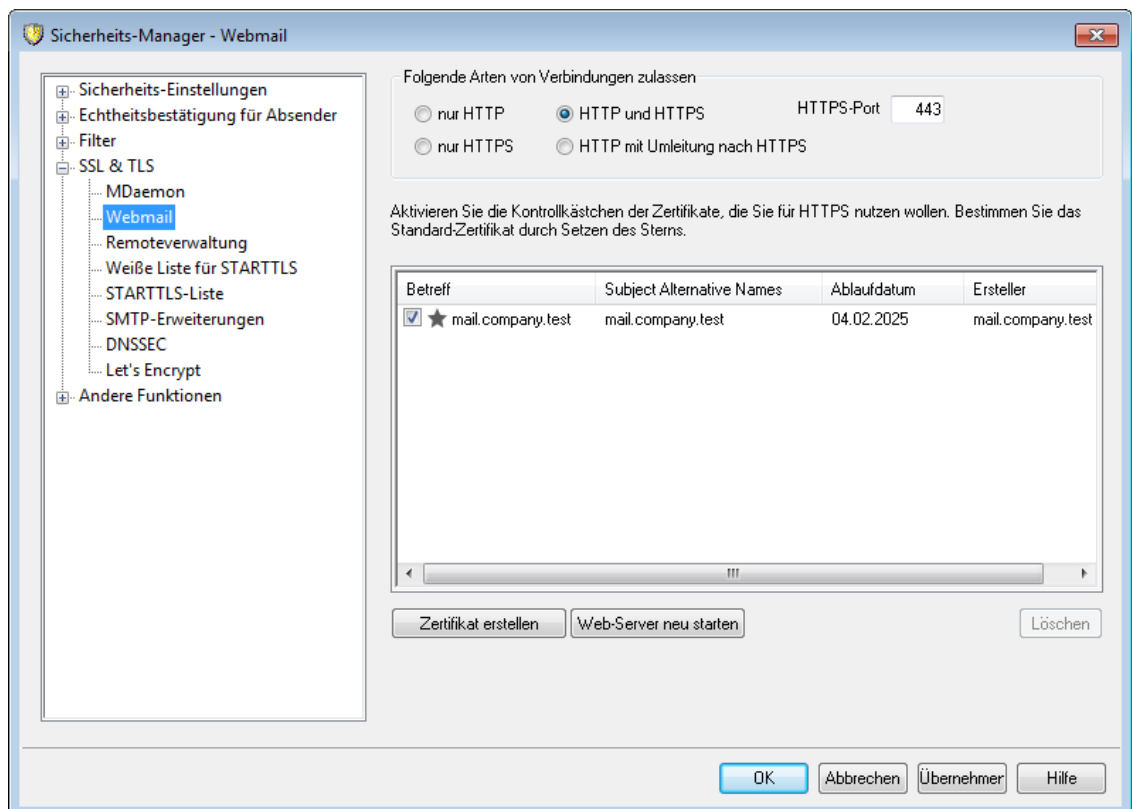 Sicherheits-Manager - Webmail
Sicherheits-Einstellungen
Echtheitsbestätigung für Absender
Filter
SSL & TLS
MDaemon
Webmail
Remoteverwaltung
Weiße Liste für STARTTLS
STARTTLS-Liste
SMTP-Erweiterungen
DNSSEC
Let's Encrypt
Andere Funktionen
Folgende Arten von Verbindungen zulassen
nur HTTP HTTP und HTTPS HTTPS-Port 443
nur HTTPS HTTP mit Umleitung nach HTTPS
Aktivieren Sie die Kontrollkästchen der Zertifikate, die Sie für HTTPS nutzen wollen. Bestimmen Sie das
Standard-Zertifikat durch Setzen des Sterns.
Betreff Subject Alternative Names Ablaufdatum Ersteller
mail.company.test mail.company.test 04.02.2025 mail.company.test
Zertifikat erstellen Web-Server neu starten Löschen
OK Abbrechen Übernehmer Hilfe